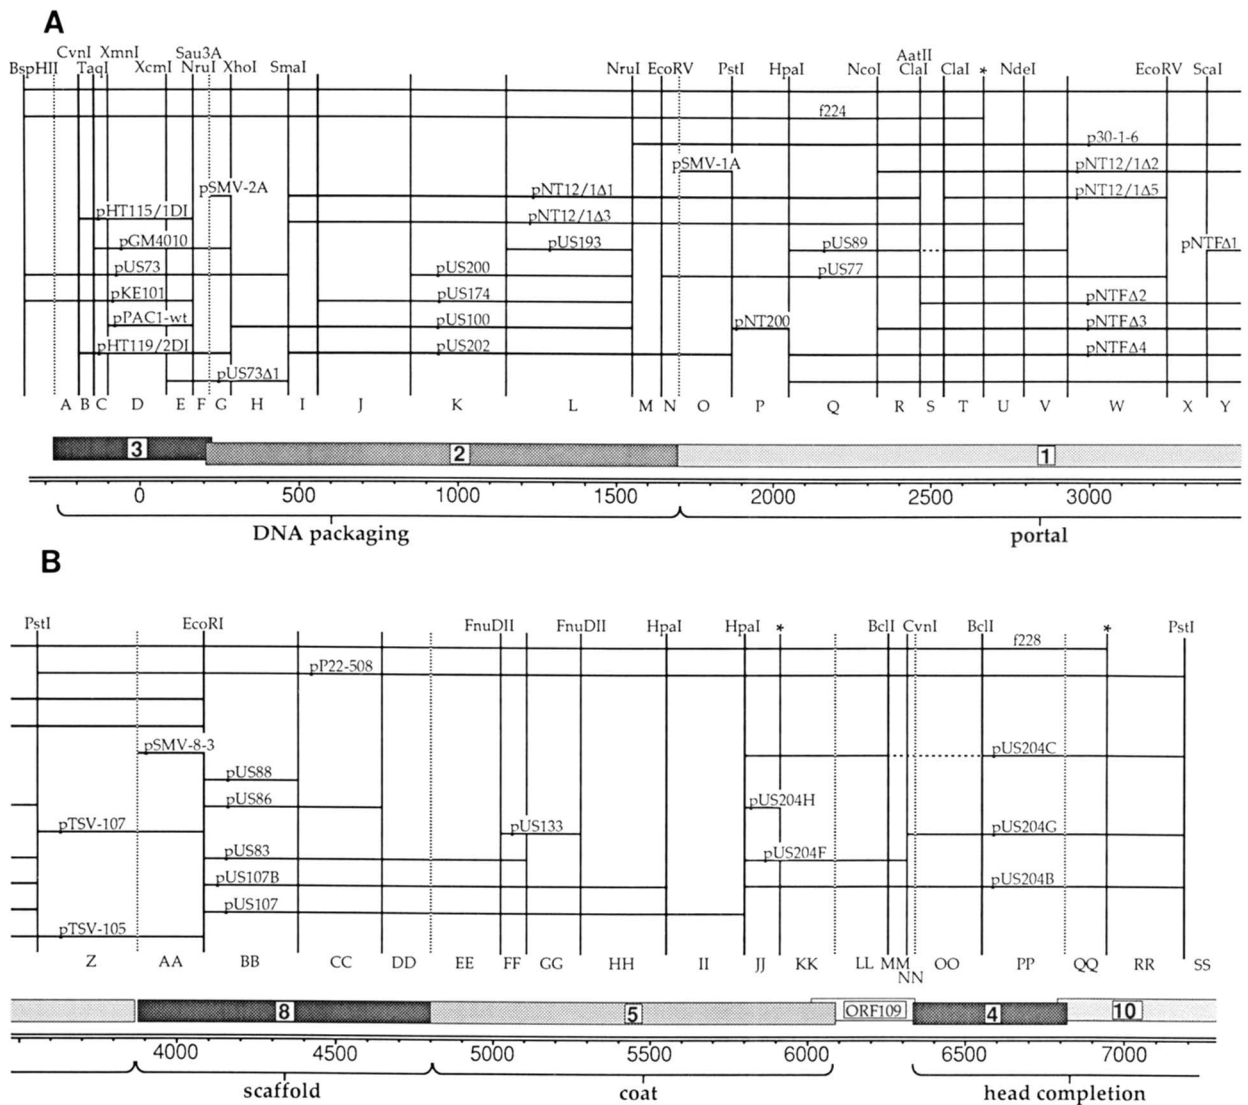 A
CvnI XmnI Sau3A AatII
BspHII TaqI XcmI NruI XhoI SmaI NruI EcoRV PstI HpaI NcoI ClaI ClaI * NdeI EcoRV ScaI
f224
p30-1-6
pSMV-1A pNT12/1Δ2
pSMV-2A pNT12/1Δ1 pNT12/1Δ5
pHT115/1DI pNT12/1Δ3
pGM4010 pUS193 pUS89 pNTFΔ1
pUS73 pUS200 pUS77
pKE101 pUS174 pNTFΔ2
pPAC1-wt pUS100 pNT200 pNTFΔ3
pHT119/2DI pUS202 pNTFΔ4
pUS73Δ1
A B C D E F G H I J K L M N O P Q R S T U V W X Y
3 2 1
0 500 1000 1500 2000 2500 3000
DNA packaging portal
B
PstI EcoRI FnuDII FnuDII HpaI HpaI * BclI CvnI BclI * PstI
f228
pP22-508
pSMV-8-3 pUS204C
pUS88
pUS86 pUS204H
pTSV-107 pUS133 pUS204G
pUS83 pUS204F
pUS107B pUS204B
pUS107
pTSV-105
Z AA BB CC DD EE FF GG HH II JJ KK LL MM OO PP QQ RR SS
NN
8 5 ORF109 4 10
4000 4500 5000 5500 6000 6500 7000
scaffold coat head completion